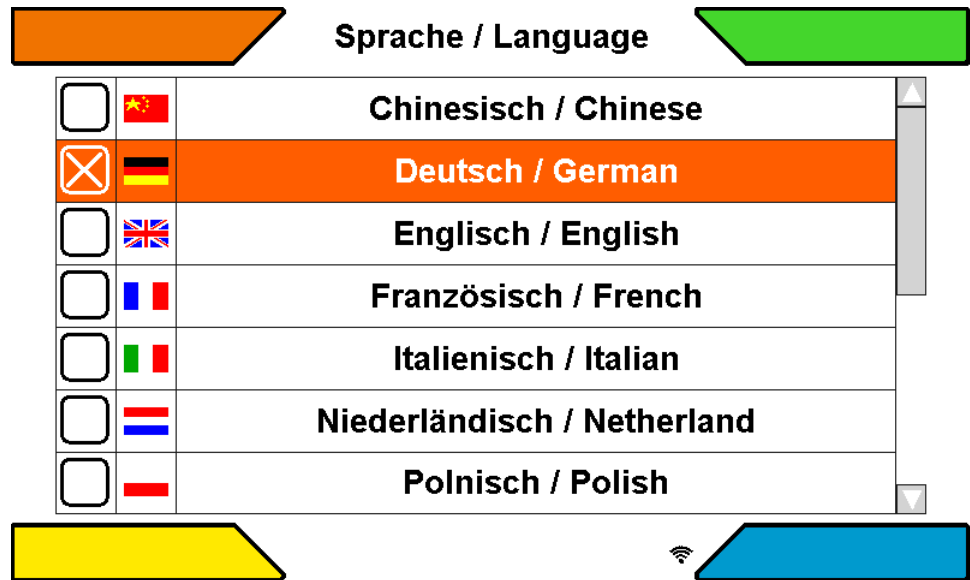 Sprache / Language
Chinesisch / Chinese
Deutsch / German
Englisch / English
Französisch / French
Italienisch / Italian
Niederländisch / Netherland
Polnisch / Polish